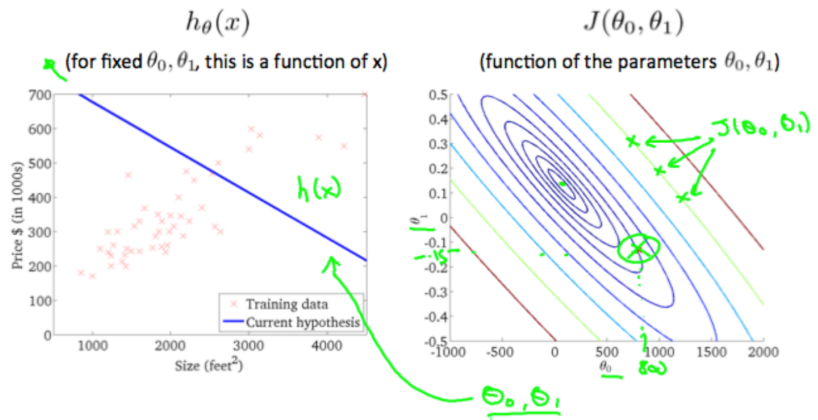 hθ(x)
(for fixed θ₀, θ₁, this is a function of x)
700
600
500
400
300
200
100
0
Price $ (in 1000s)
1000
2000
3000
4000
Size (feet²)
h(x)
Training data
Current hypothesis
J(θ₀, θ₁)
(function of the parameters θ₀, θ₁)
0.5
0.4
0.3
0.2
0.1
0
-0.1
-.15
-0.2
-0.3
-0.4
-0.5
θ₁
-1000
-500
0
500
1000
1500
2000
θ₀
800
J(θ₀, θ₁)
θ₀, θ₁